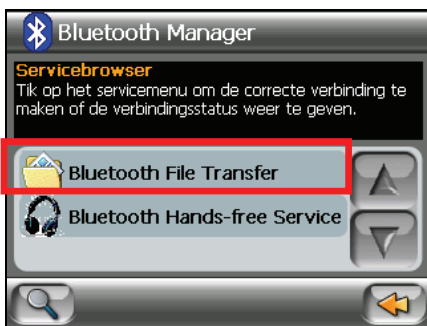 Bluetooth Manager
Servicebrowser
Tik op het servicemenu om de correcte verbinding te
maken of de verbindingsstatus weer te geven.
Bluetooth File Transfer
Bluetooth Hands-free Service